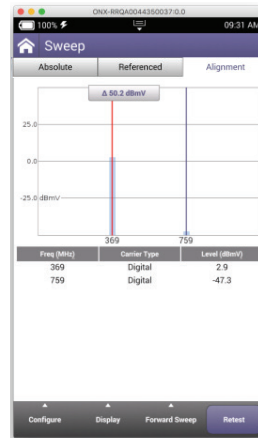 ONX-RRQA0044350037:0.0
100%
09:31 AM
Sweep
Absolute Referenced Alignment
Δ 50.2 dBmV
25.0
0.0
-25.0 dBmV
369 759
Freq (MHz) Carrier Type Level (dBmV)
369 Digital 2.9
759 Digital -47.3
Configure Display Forward Sweep Retest